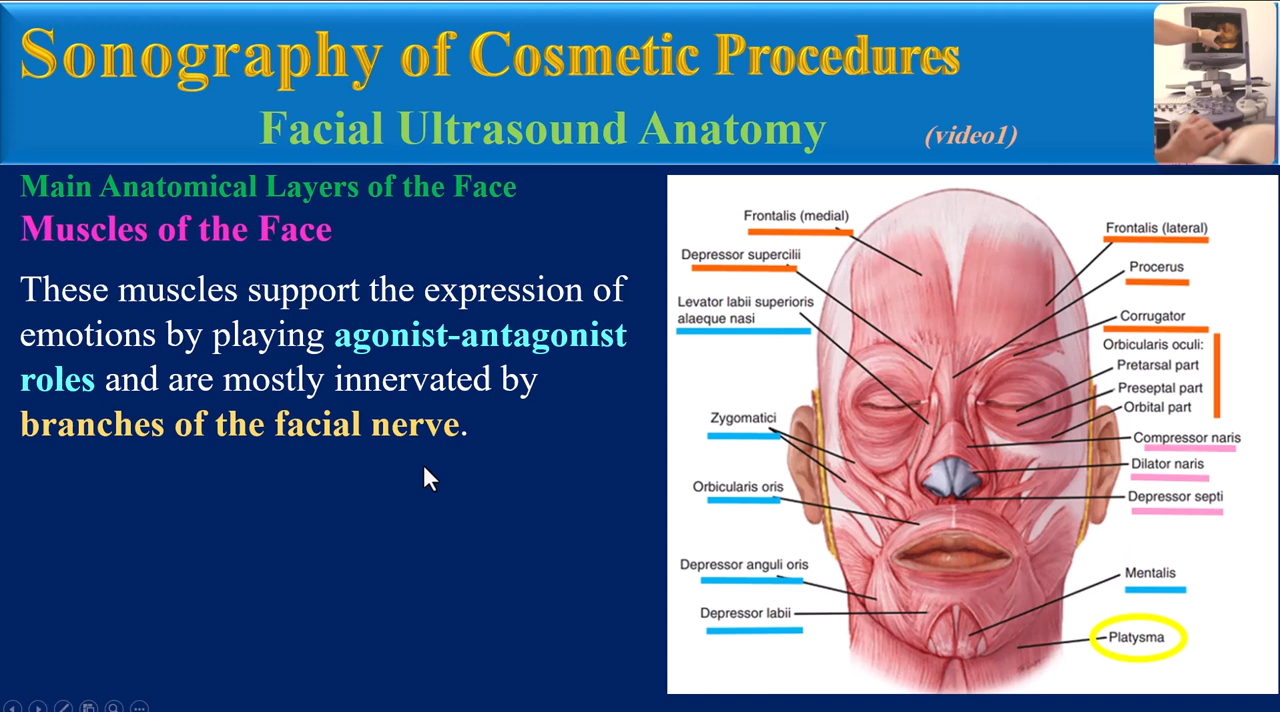 Sonography of Cosmetic Procedures
Facial Ultrasound Anatomy
(video1)
Main Anatomical Layers of the Face
Muscles of the Face
These muscles support the expression of
emotions by playing agonist-antagonist
roles and are mostly innervated by
branches of the facial nerve.
Frontalis (medial)
Depressor supercilii
Levator labii superioris
alaeque nasi
Zygomatici
Orbicularis oris
Depressor anguli oris
Depressor labii
Frontalis (lateral)
Procerus
Corrugator
Orbicularis oculi:
Pretarsal part
Preseptal part
Orbital part
Compressor naris
Dilator naris
Depressor septi
Mentalis
Platysma